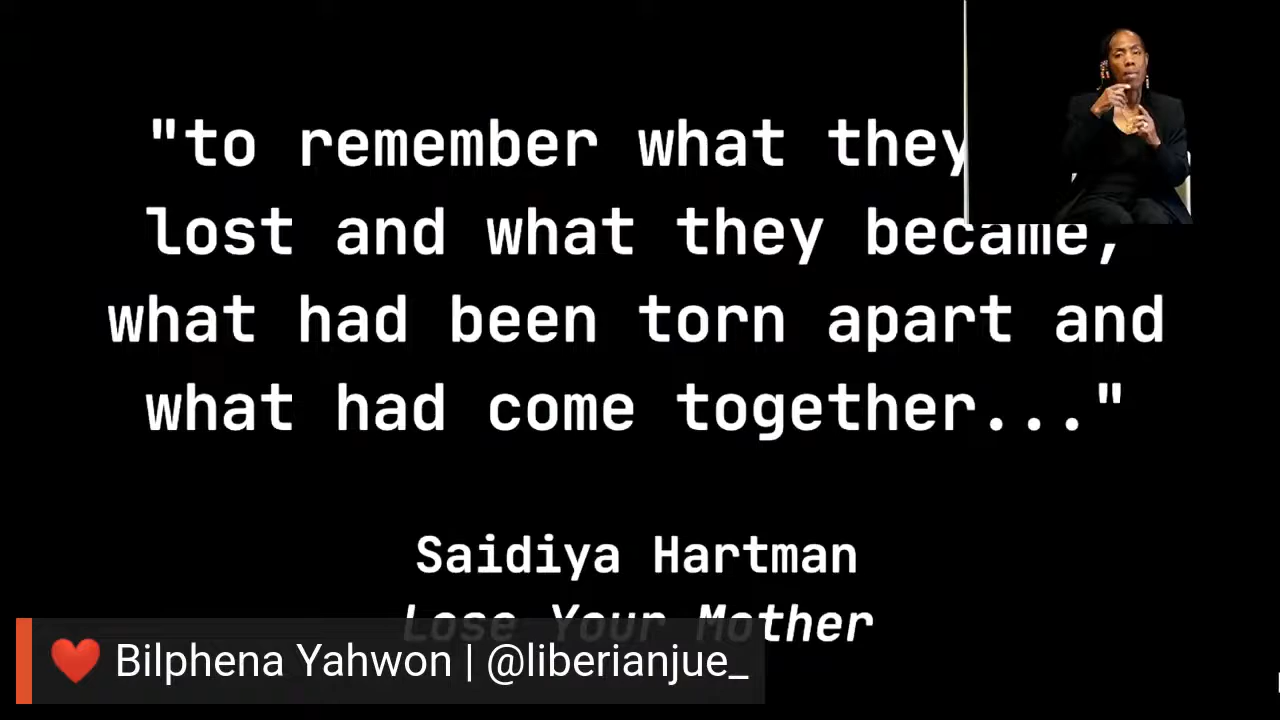 "to remember what they
lost and what they became,
what had been torn apart and
what had come together..."
Saidiya Hartman
Lose Your Mother
❤️ Bilphena Yahwon | @liberianjue_